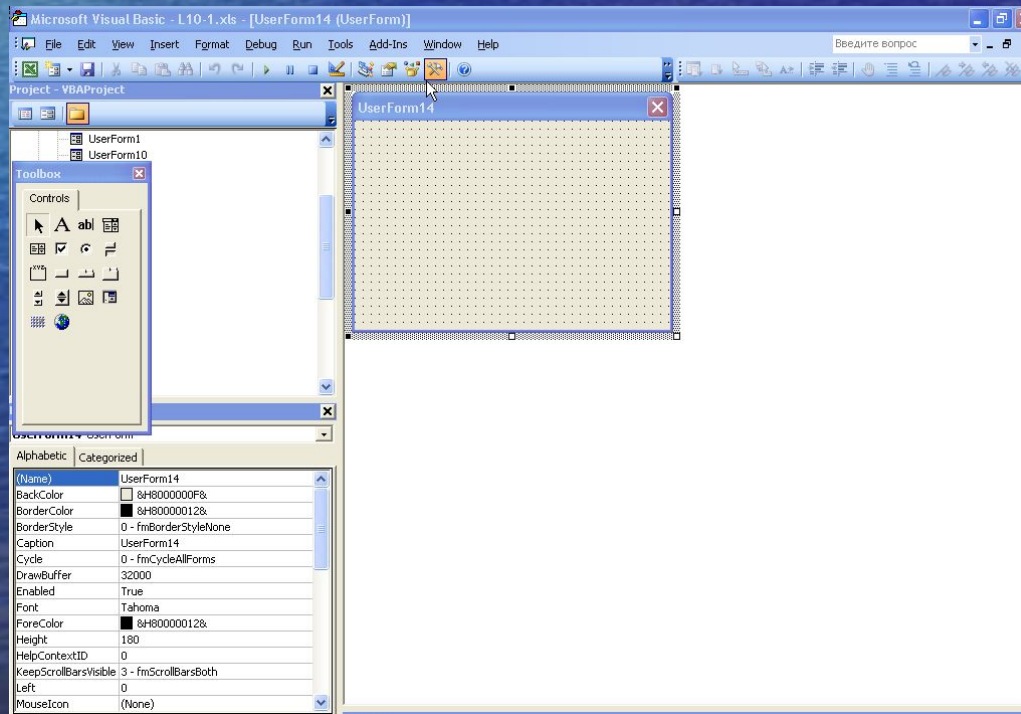 Microsoft Visual Basic - L10-1.xls - [UserForm14 (UserForm)]
File Edit View Insert Format Debug Run Tools Add-Ins Window Help
Введите вопрос
Project - VBAProject
UserForm1
UserForm10
Toolbox
Controls
A ab|
XYZ
UserForm14
UserForm14 UserForm
Alphabetic Categorized
(Name) UserForm14
BackColor &H8000000F&
BorderColor &H80000012&
BorderStyle 0 - fmBorderStyleNone
Caption UserForm14
Cycle 0 - fmCycleAllForms
DrawBuffer 32000
Enabled True
Font Tahoma
ForeColor &H80000012&
Height 180
HelpContextID 0
KeepScrollBarsVisible 3 - fmScrollBarsBoth
Left 0
MouseIcon (None)